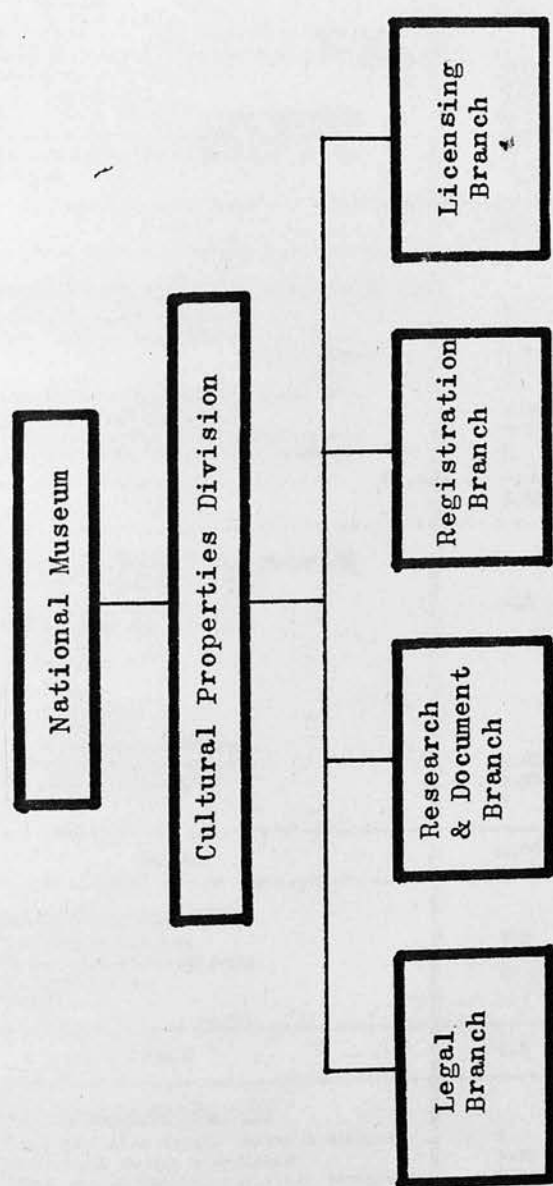 National Museum
Cultural Properties Division
Legal
Branch
Research
& Document
Branch
Registration
Branch
Licensing
Branch